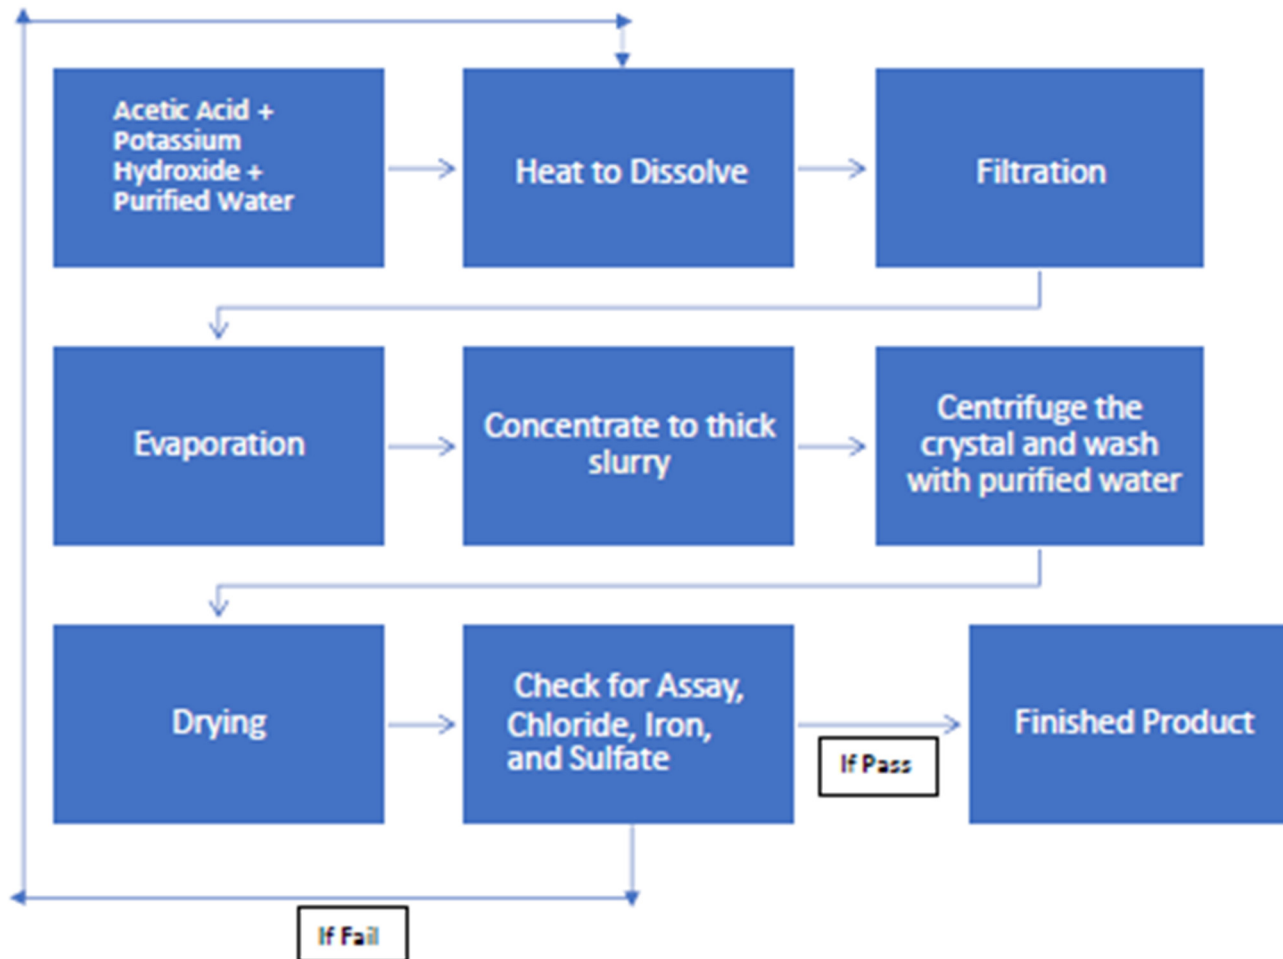 Acetic Acid +
Potassium
Hydroxide +
Purified Water
Heat to Dissolve
Filtration
Evaporation
Concentrate to thick
slurry
Centrifuge the
crystal and wash
with purified water
Drying
Check for Assay,
Chloride, Iron,
and Sulfate
If Pass
Finished Product
If Fail